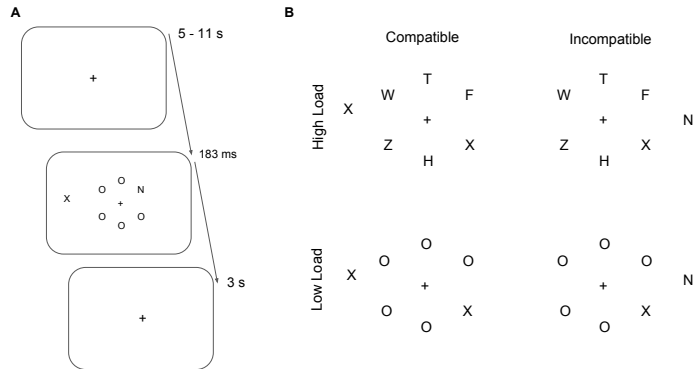 A
5 - 11 s
+
183 ms
O
O N
X +
O O
O
3 s
+
B
Compatible Incompatible
High Load
T T
W F W F
X + + N
Z X Z X
H H
Low Load
O O
O O O O
X + + N
O X O X
O O